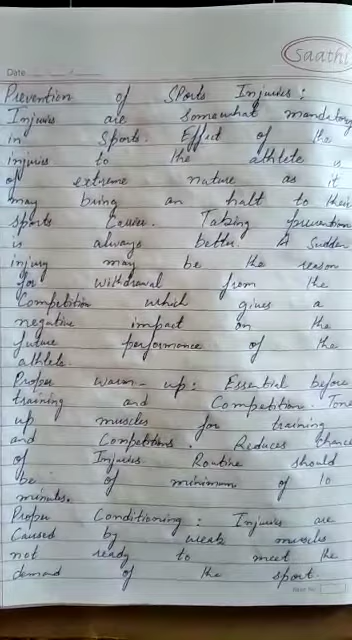 Saathi
Date
Prevention of Sports Injuries :
Injuries are somewhat mandatory
in Sports. Effect of the
injuries to the athlete is
of extreme nature as it
may bring an halt to their
sports Carrier. Taking prevention
is always better. A Sudden
injury may be the reason
for withdrawal from the
Competition which gives a
negative impact on the
future performance of the
athlete.
Proper warm-up : Essential before
training and Competition. Tone
up muscles for training
and Competitions. Reduces chance
of Injuries. Routine should
be of minimum of 10
minutes.
Proper Conditioning : Injuries are
Caused by weak muscles
not ready to meet the
demand of the sport.